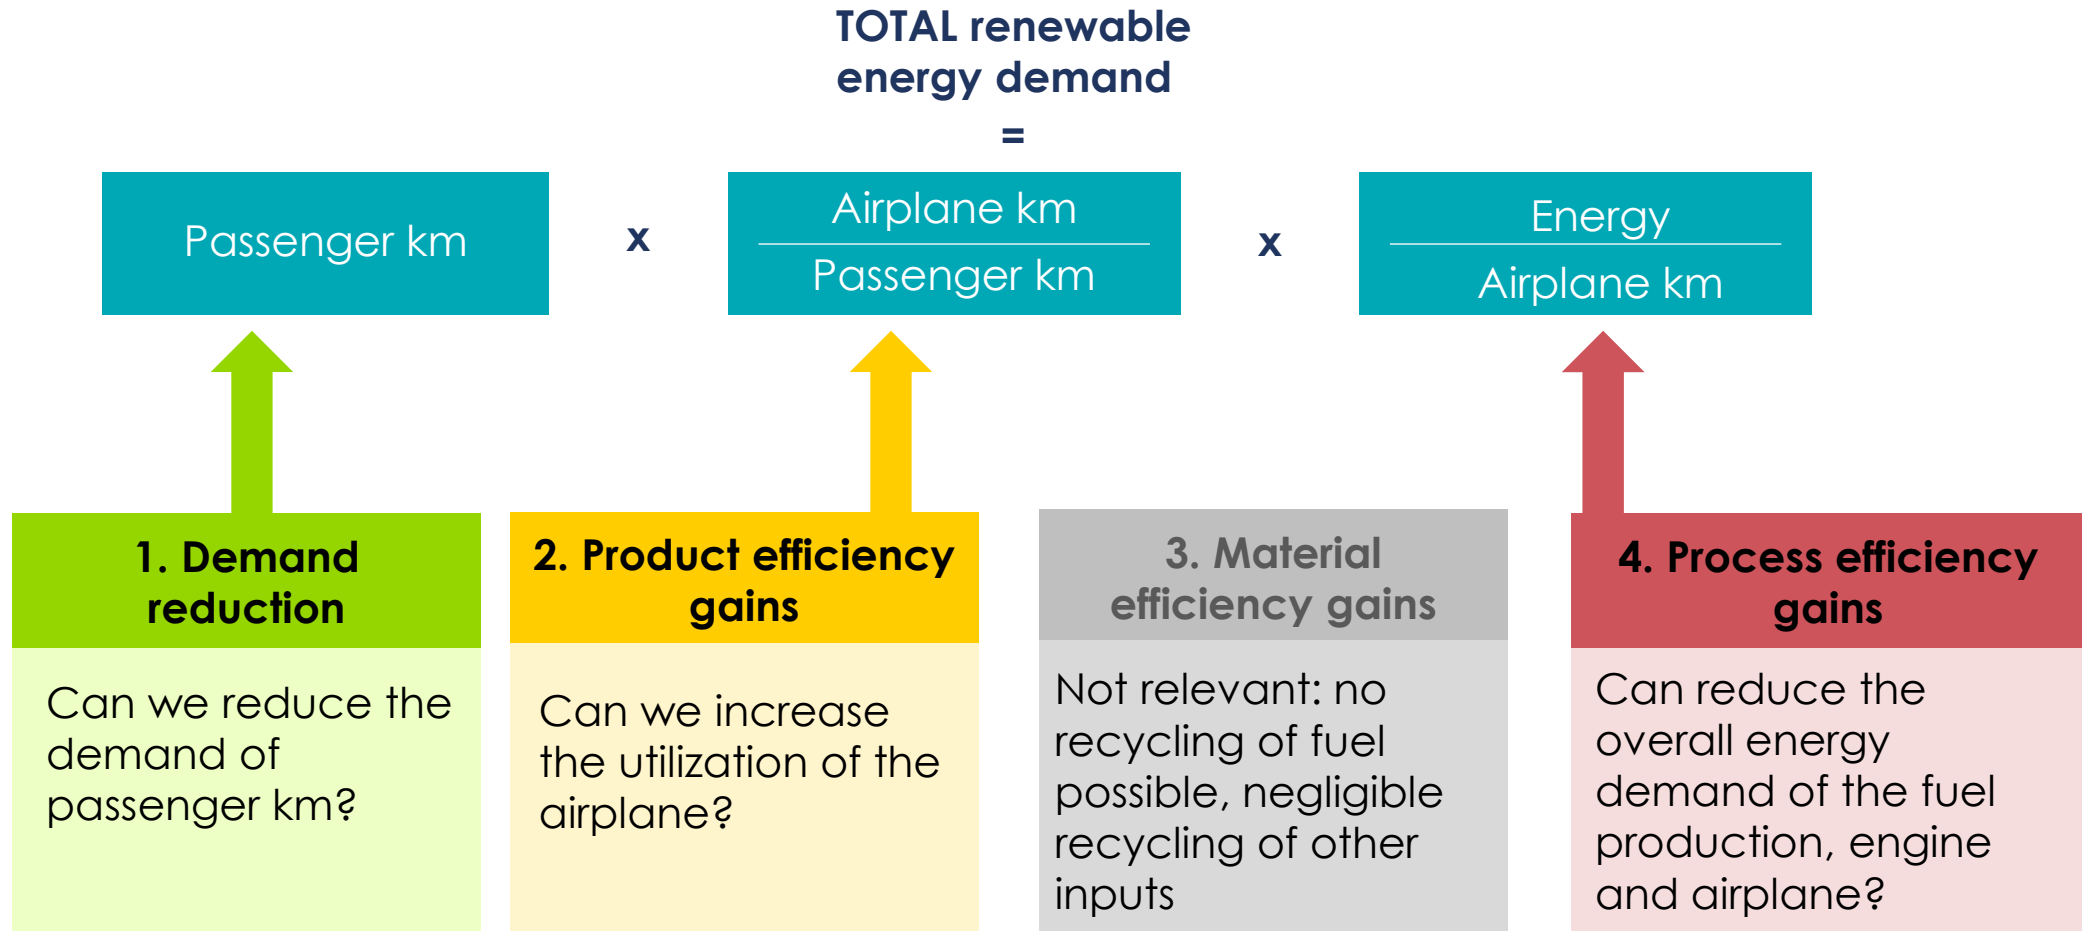 TOTAL renewable
energy demand
=
Passenger km
x
Airplane km
Passenger km
x
Energy
Airplane km
1. Demand
reduction
Can we reduce the
demand of
passenger km?
2. Product efficiency
gains
Can we increase
the utilization of the
airplane?
3. Material
efficiency gains
Not relevant: no
recycling of fuel
possible, negligible
recycling of other
inputs
4. Process efficiency
gains
Can reduce the
overall energy
demand of the fuel
production, engine
and airplane?